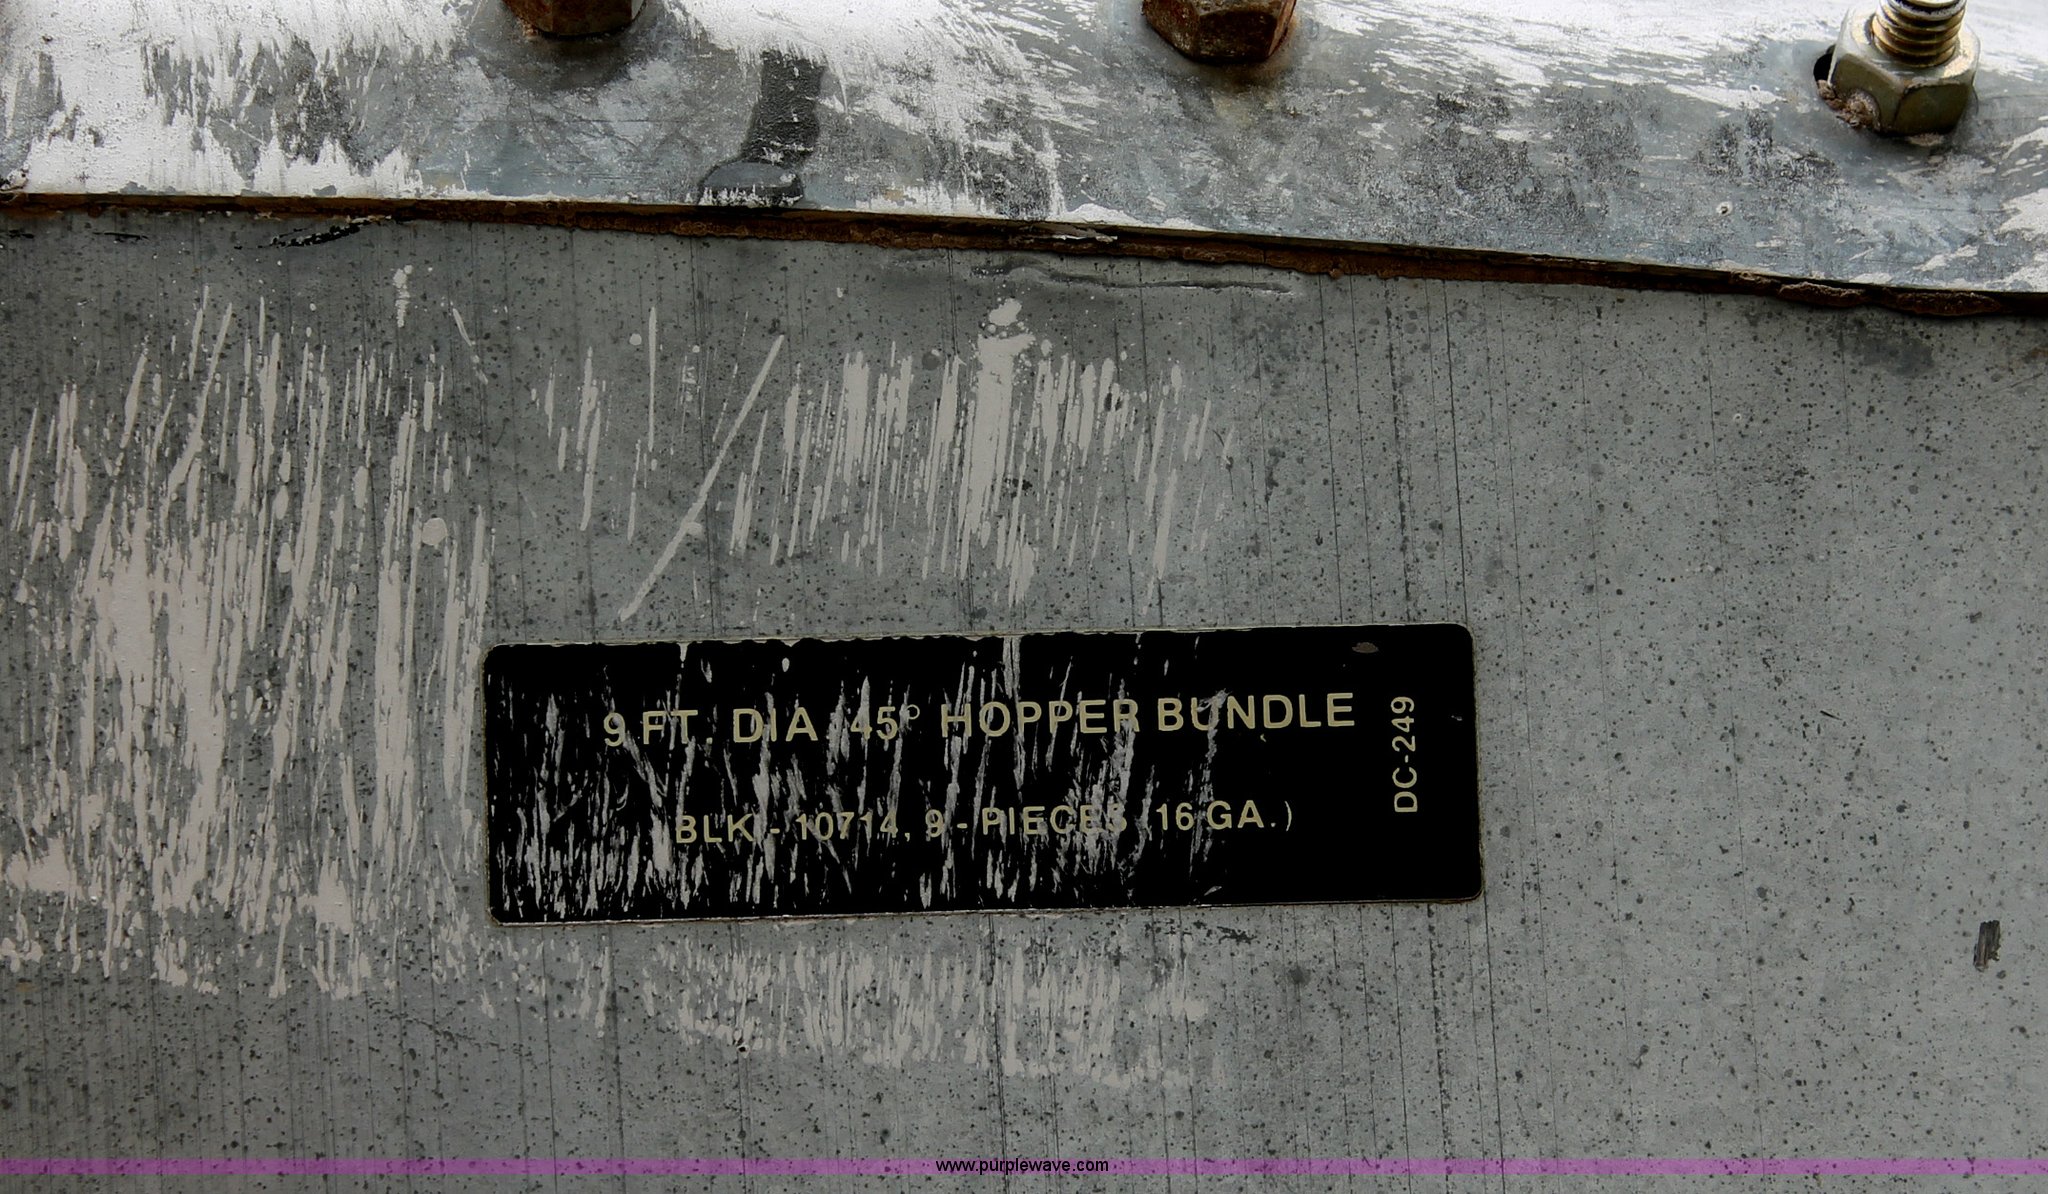 9 FT. DIA. 45° HOPPER BUNDLE
BLK - 10714, 9 - PIECES (16 GA.)
DC-249
www.purplewave.com